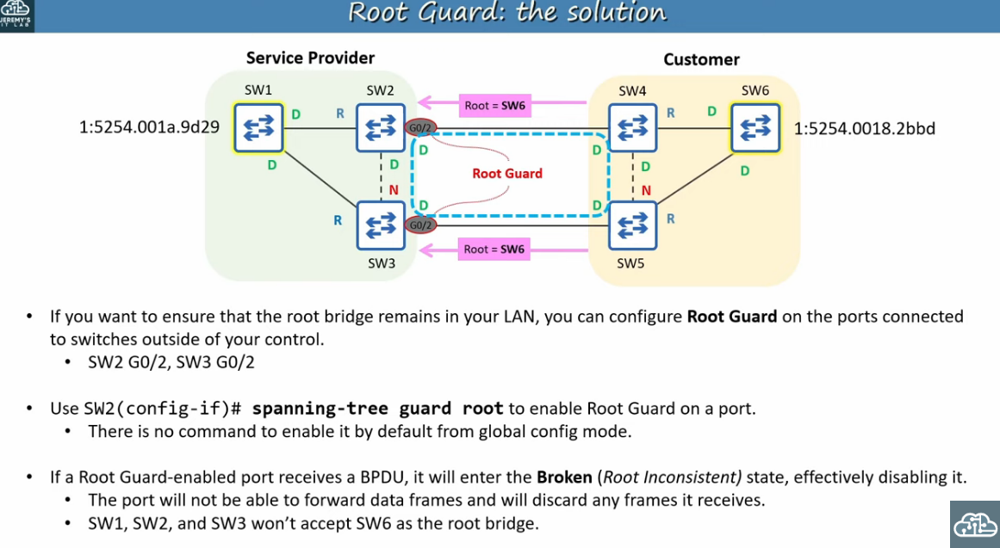 JEREMY'S
IT LAB
Root Guard: the solution
Service Provider
Customer
SW1
SW2
SW4
SW6
Root = SW6
1:5254.001a.9d29
D
R
G0/2
R
D
1:5254.0018.2bbd
D
D
D
D
D
D
N
Root Guard
N
R
D
D
R
G0/2
Root = SW6
SW3
SW5
• If you want to ensure that the root bridge remains in your LAN, you can configure Root Guard on the ports connected
to switches outside of your control.
• SW2 G0/2, SW3 G0/2
• Use SW2(config-if)# spanning-tree guard root to enable Root Guard on a port.
• There is no command to enable it by default from global config mode.
• If a Root Guard-enabled port receives a BPDU, it will enter the Broken (Root Inconsistent) state, effectively disabling it.
• The port will not be able to forward data frames and will discard any frames it receives.
• SW1, SW2, and SW3 won't accept SW6 as the root bridge.